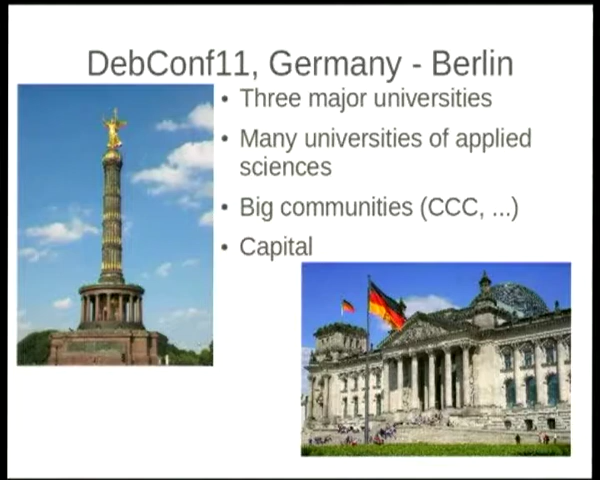 DebConf11, Germany - Berlin
• Three major universities
• Many universities of applied
sciences
• Big communities (CCC, ...)
• Capital